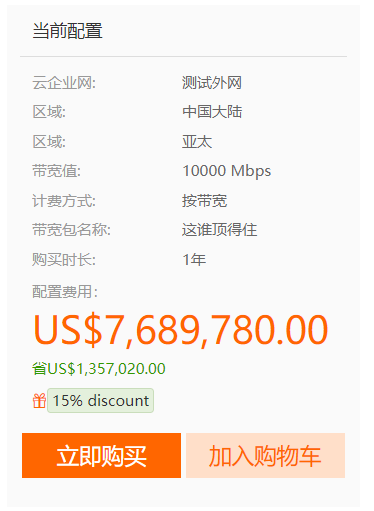 当前配置
云企业网: 测试外网
区域: 中国大陆
区域: 亚太
带宽值: 10000 Mbps
计费方式: 按带宽
带宽包名称: 这谁顶得住
购买时长: 1年
配置费用:
US$7,689,780.00
省US$1,357,020.00
15% discount
立即购买 加入购物车